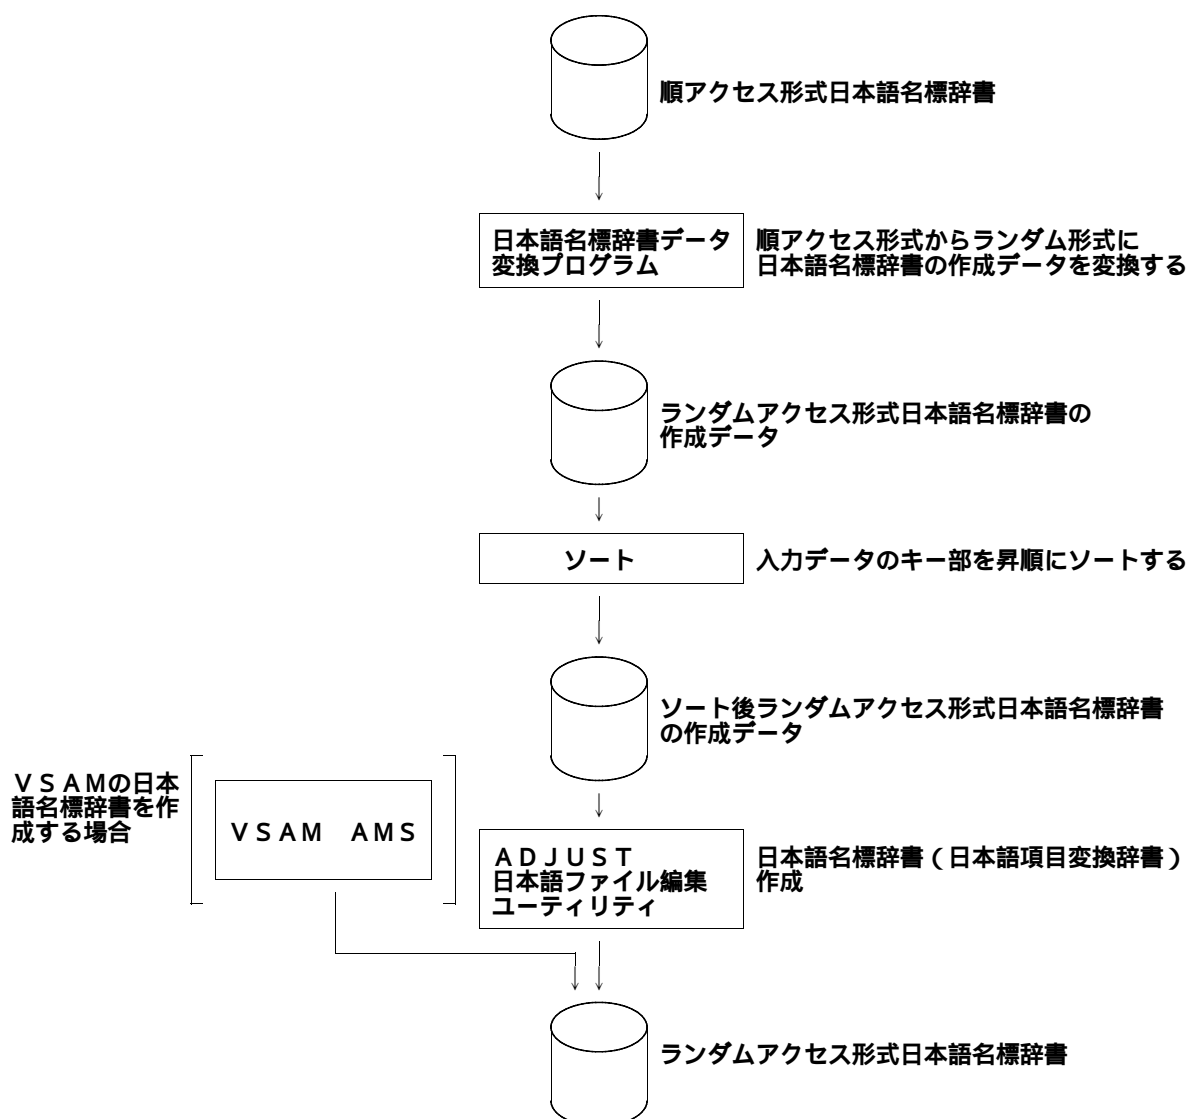 順アクセス形式日本語名標辞書
日本語名標辞書データ
変換プログラム
順アクセス形式からランダム形式に
日本語名標辞書の作成データを変換する
ランダムアクセス形式日本語名標辞書の
作成データ
ソート
入力データのキー部を昇順にソートする
ソート後ランダムアクセス形式日本語名標辞書
の作成データ
ＶＳＡＭの日本
語名標辞書を作
成する場合
ＶＳＡＭ　ＡＭＳ
ＡＤＪＵＳＴ
日本語ファイル編集
ユーティリティ
日本語名標辞書（日本語項目変換辞書）
作成
ランダムアクセス形式日本語名標辞書